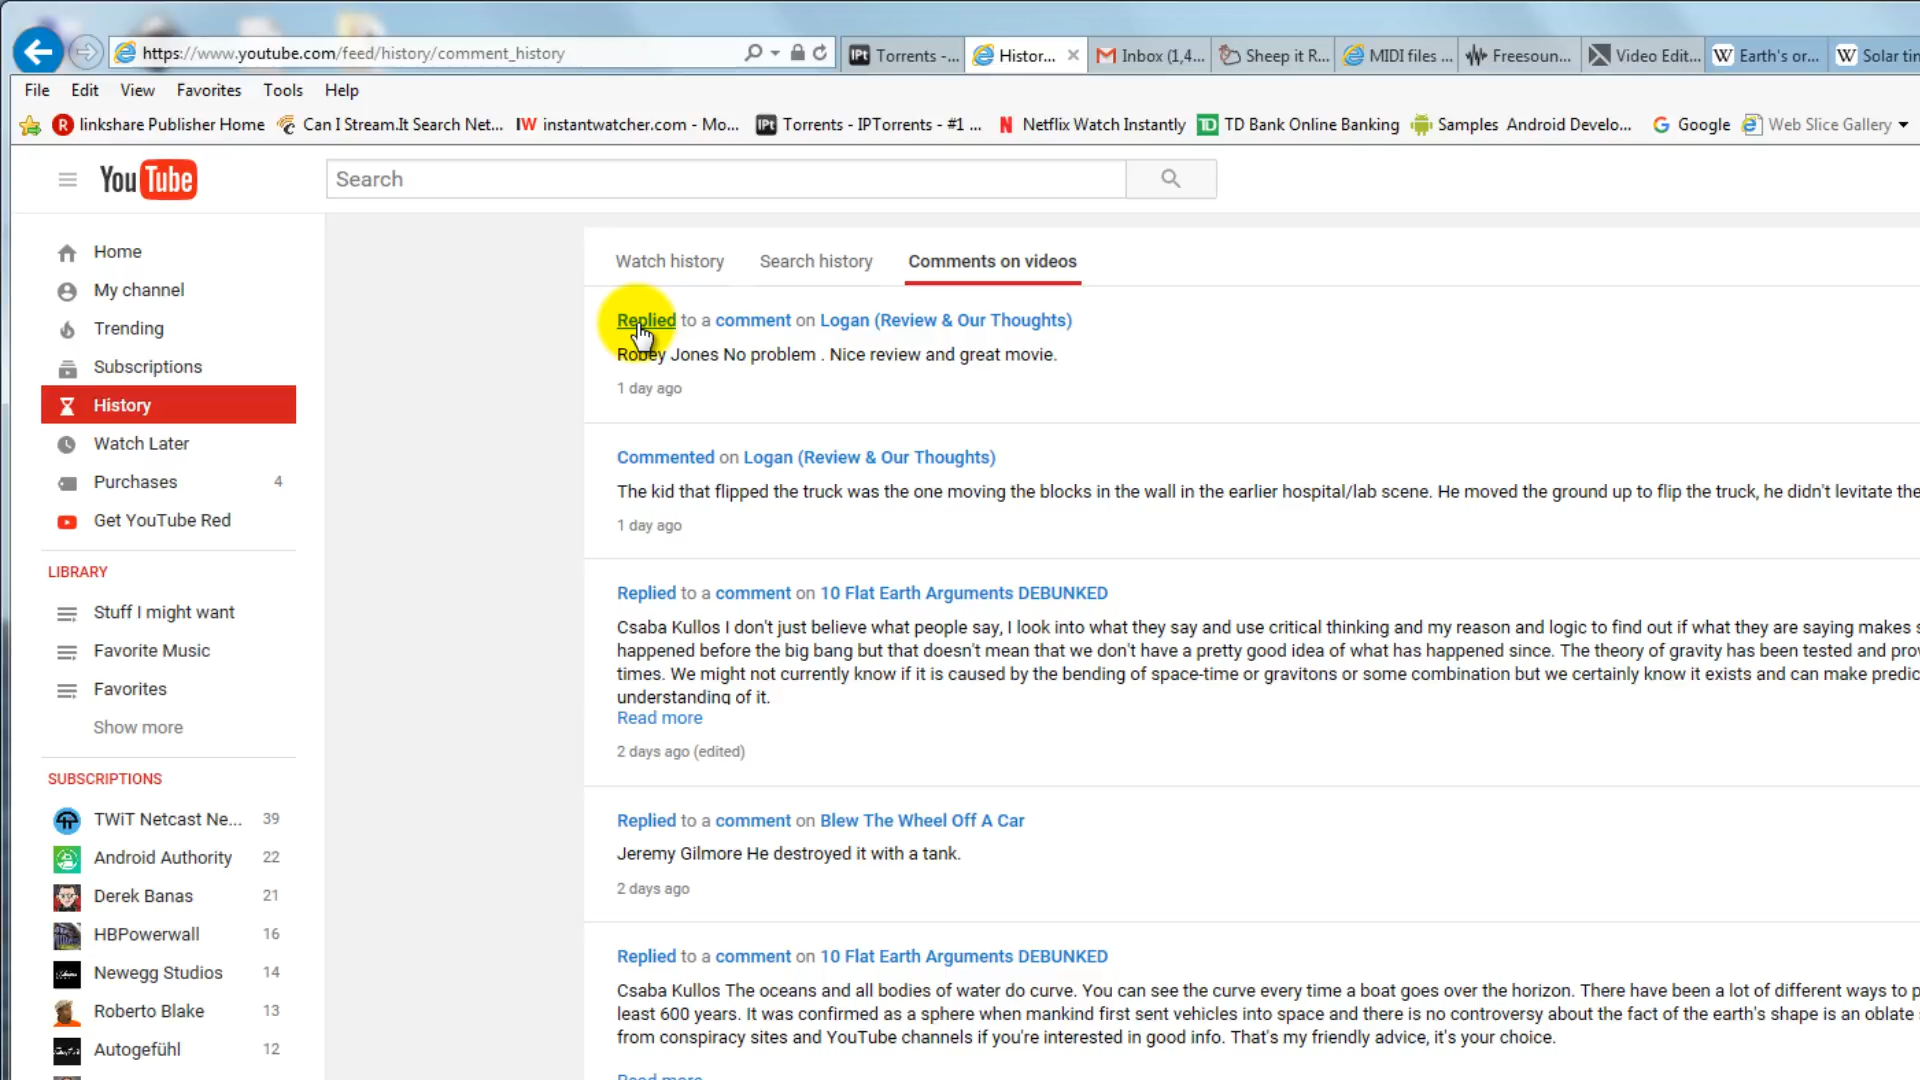 https://www.youtube.com/feed/history/comment_history
Torrents -...
Histor...
Inbox (1,4...
Sheep it R...
MIDI files ...
Freesoun...
Video Edit...
Earth's or...
Solar tin
File Edit View Favorites Tools Help
linkshare Publisher Home
Can I Stream.It Search Net...
instantwatcher.com - Mo...
Torrents - IPTorrents - #1 ...
Netflix Watch Instantly
TD Bank Online Banking
Samples Android Develo...
Google
Web Slice Gallery
YouTube
Search
Home
My channel
Trending
Subscriptions
History
Watch Later
Purchases 4
Get YouTube Red
LIBRARY
Stuff I might want
Favorite Music
Favorites
Show more
SUBSCRIPTIONS
TWiT Netcast Ne... 39
Android Authority 22
Derek Banas 21
HBPowerwall 16
Newegg Studios 14
Roberto Blake 13
Autogefühl 12
Watch history Search history Comments on videos
Replied to a comment on Logan (Review & Our Thoughts)
Robey Jones No problem . Nice review and great movie.
1 day ago
Commented on Logan (Review & Our Thoughts)
The kid that flipped the truck was the one moving the blocks in the wall in the earlier hospital/lab scene. He moved the ground up to flip the truck, he didn't levitate the
1 day ago
Replied to a comment on 10 Flat Earth Arguments DEBUNKED
Csaba Kullos I don't just believe what people say, I look into what they say and use critical thinking and my reason and logic to find out if what they are saying makes s
happened before the big bang but that doesn't mean that we don't have a pretty good idea of what has happened since. The theory of gravity has been tested and prov
times. We might not currently know if it is caused by the bending of space-time or gravitons or some combination but we certainly know it exists and can make predic
understanding of it.
Read more
2 days ago (edited)
Replied to a comment on Blew The Wheel Off A Car
Jeremy Gilmore He destroyed it with a tank.
2 days ago
Replied to a comment on 10 Flat Earth Arguments DEBUNKED
Csaba Kullos The oceans and all bodies of water do curve. You can see the curve every time a boat goes over the horizon. There have been a lot of different ways to p
least 600 years. It was confirmed as a sphere when mankind first sent vehicles into space and there is no controversy about the fact of the earth's shape is an oblate
from conspiracy sites and YouTube channels if you're interested in good info. That's my friendly advice, it's your choice.
Read more